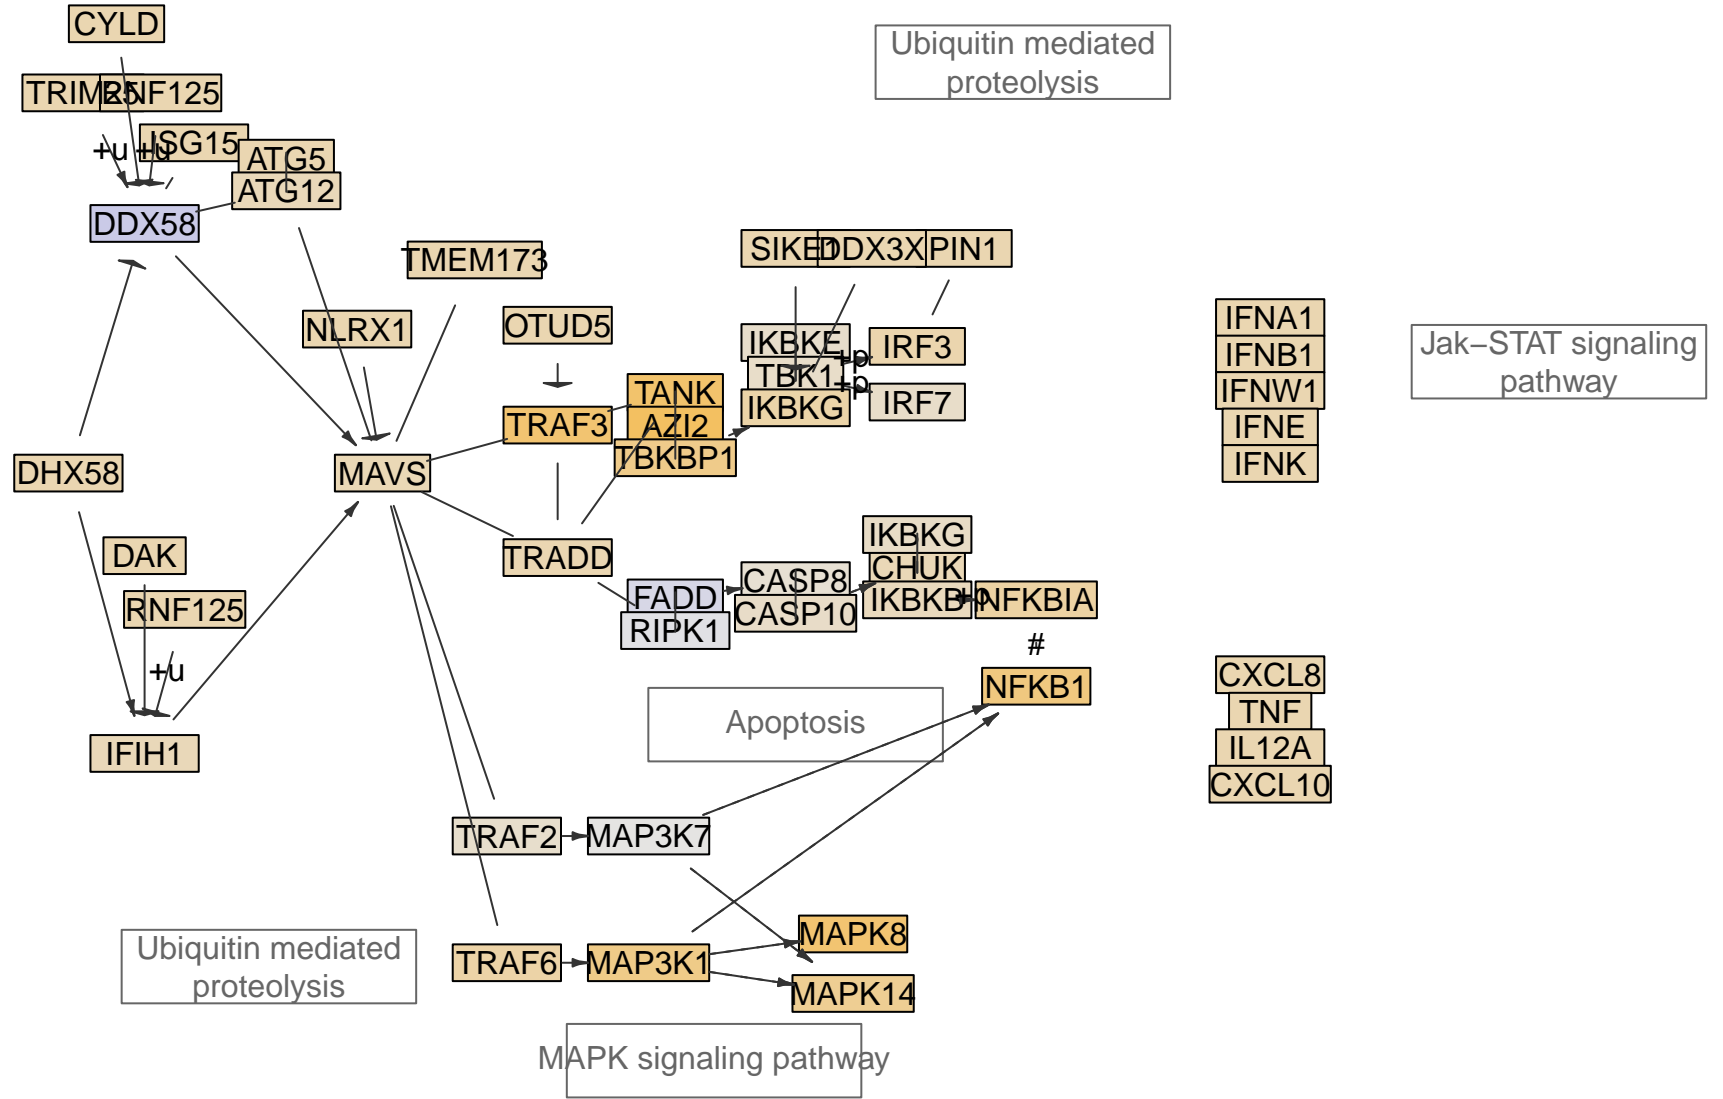 CYLD
Ubiquitin mediated
proteolysis
TRIM25
RNF125
+u
+u
ISG15
ATG5
ATG12
DDX58
TMEM173
SIKE1
DDX3X
PIN1
NLRX1
OTUD5
IKBKE
TBK1
IKBKG
+p
+p
IRF3
IRF7
IFNA1
IFNB1
IFNW1
IFNE
IFNK
Jak−STAT signaling
pathway
TANK
AZI2
TBKBP1
TRAF3
DHX58
MAVS
DAK
RNF125
+u
IFIH1
TRADD
FADD
RIPK1
CASP8
CASP10
IKBKG
CHUK
IKBKB
+p
NFKBIA
#
NFKB1
Apoptosis
CXCL8
TNF
IL12A
CXCL10
TRAF2
MAP3K7
TRAF6
MAP3K1
MAPK8
MAPK14
Ubiquitin mediated
proteolysis
MAPK signaling pathway